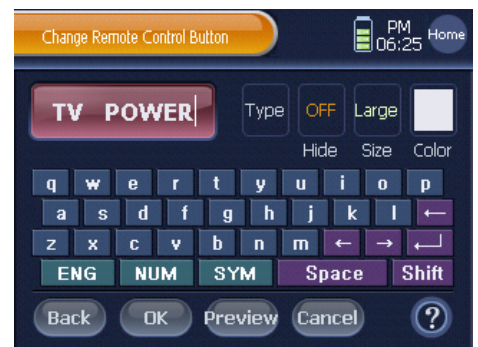 Change Remote Control Button PM 06:25 Home
TV POWER Type OFF Large
Hide Size Color
q w e r t y u i o p
a s d f g h j k l ←
z x c v b n m ← → ↵
ENG NUM SYM Space Shift
Back OK Preview Cancel ?